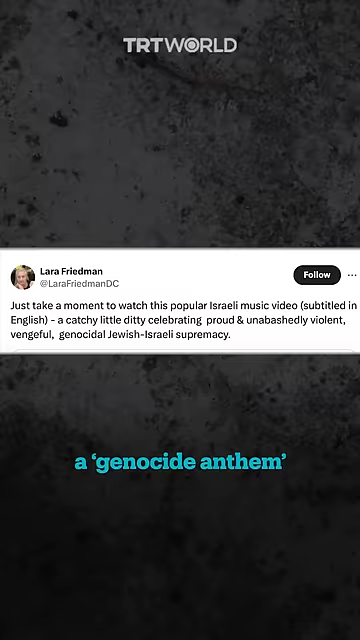 TRTWORLD
Lara Friedman
@LaraFriedmanDC
Follow
Just take a moment to watch this popular Israeli music video (subtitled in
English) - a catchy little ditty celebrating proud & unabashedly violent,
vengeful, genocidal Jewish-Israeli supremacy.
a ‘genocide anthem’